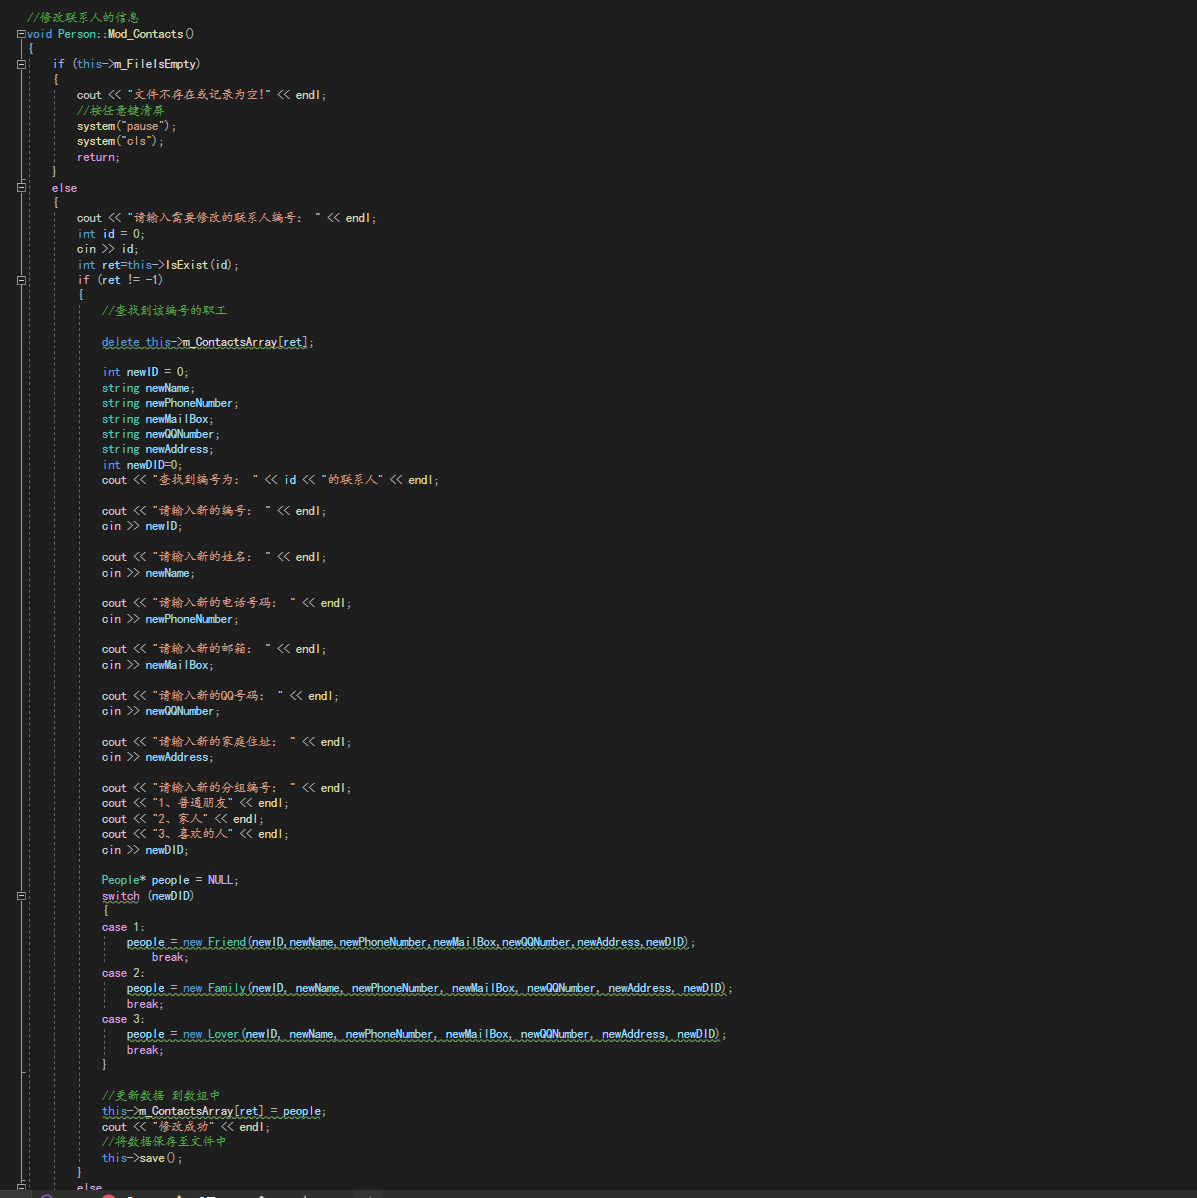 //修改联系人的信息
void Person::Mod_Contacts()
{
if (this->m_FileIsEmpty)
{
cout << "文件不存在或记录为空!" << endl;
//按任意键清屏
system("pause");
system("cls");
return;
}
else
{
cout << "请输入需要修改的联系人编号： " << endl;
int id = 0;
cin >> id;
int ret=this->IsExist(id);
if (ret != -1)
{
//查找到该编号的职工
delete this->m_ContactsArray[ret];
int newID = 0;
string newName;
string newPhoneNumber;
string newMailBox;
string newQQNumber;
string newAddress;
int newDID=0;
cout << "查找到编号为： " << id << "的联系人" << endl;
cout << "请输入新的编号： " << endl;
cin >> newID;
cout << "请输入新的姓名： " << endl;
cin >> newName;
cout << "请输入新的电话号码： " << endl;
cin >> newPhoneNumber;
cout << "请输入新的邮箱： " << endl;
cin >> newMailBox;
cout << "请输入新的QQ号码： " << endl;
cin >> newQQNumber;
cout << "请输入新的家庭住址： " << endl;
cin >> newAddress;
cout << "请输入新的分组编号： " << endl;
cout << "1、普通朋友" << endl;
cout << "2、家人" << endl;
cout << "3、喜欢的人" << endl;
cin >> newDID;
People* people = NULL;
switch (newDID)
{
case 1:
people = new Friend(newID,newName,newPhoneNumber,newMailBox,newQQNumber,newAddress,newDID);
break;
case 2:
people = new Family(newID, newName, newPhoneNumber, newMailBox, newQQNumber, newAddress, newDID);
break;
case 3:
people = new Lover(newID, newName, newPhoneNumber, newMailBox, newQQNumber, newAddress, newDID);
break;
}
//更新数据 到数组中
this->m_ContactsArray[ret] = people;
cout << "修改成功" << endl;
//将数据保存至文件中
this->save();
}
else